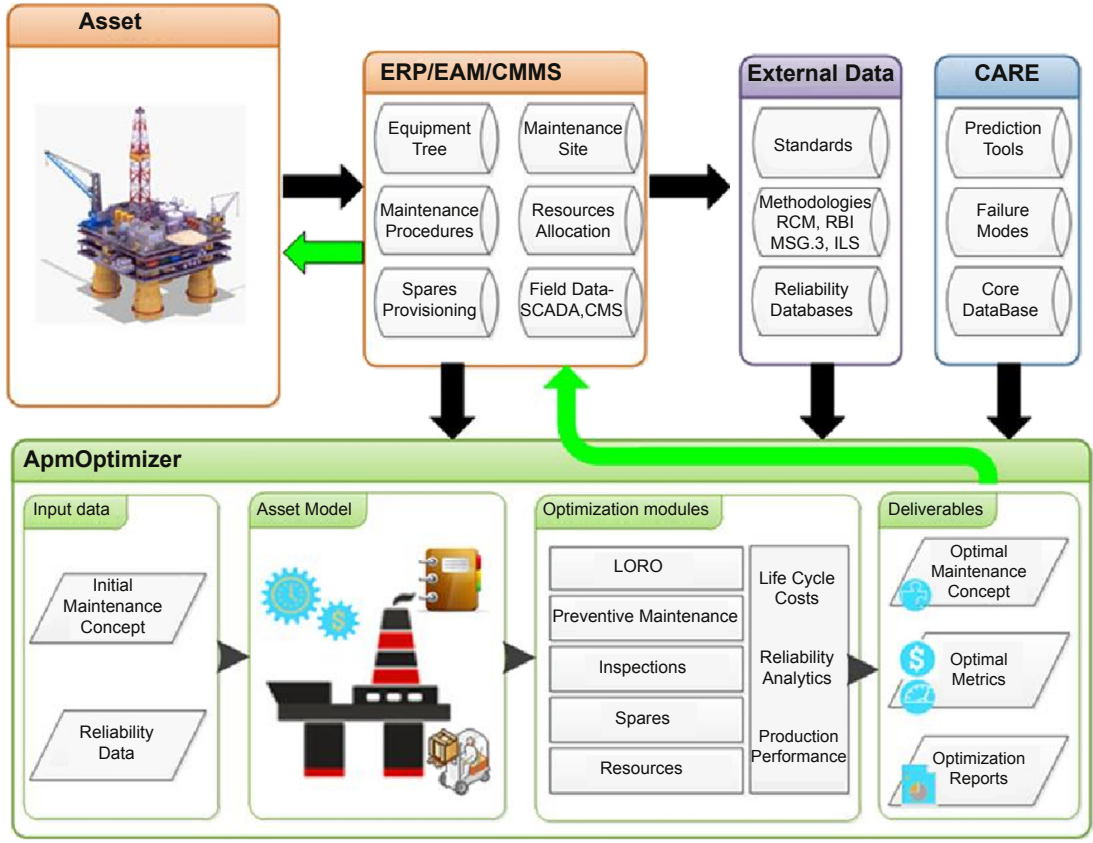 Asset
ERP/EAM/CMMS
Equipment
Tree
Maintenance
Site
Maintenance
Procedures
Resources
Allocation
Spares
Provisioning
Field Data-
SCADA,CMS
External Data
Standards
Methodologies
RCM, RBI
MSG.3, ILS
Reliability
Databases
CARE
Prediction
Tools
Failure
Modes
Core
DataBase
ApmOptimizer
Input data
Initial
Maintenance
Concept
Reliability
Data
Asset Model
$
Optimization modules
LORO
Preventive Maintenance
Inspections
Spares
Resources
Life Cycle
Costs
Reliability
Analytics
Production
Performance
Deliverables
Optimal
Maintenance
Concept
$
Optimal
Metrics
Optimization
Reports